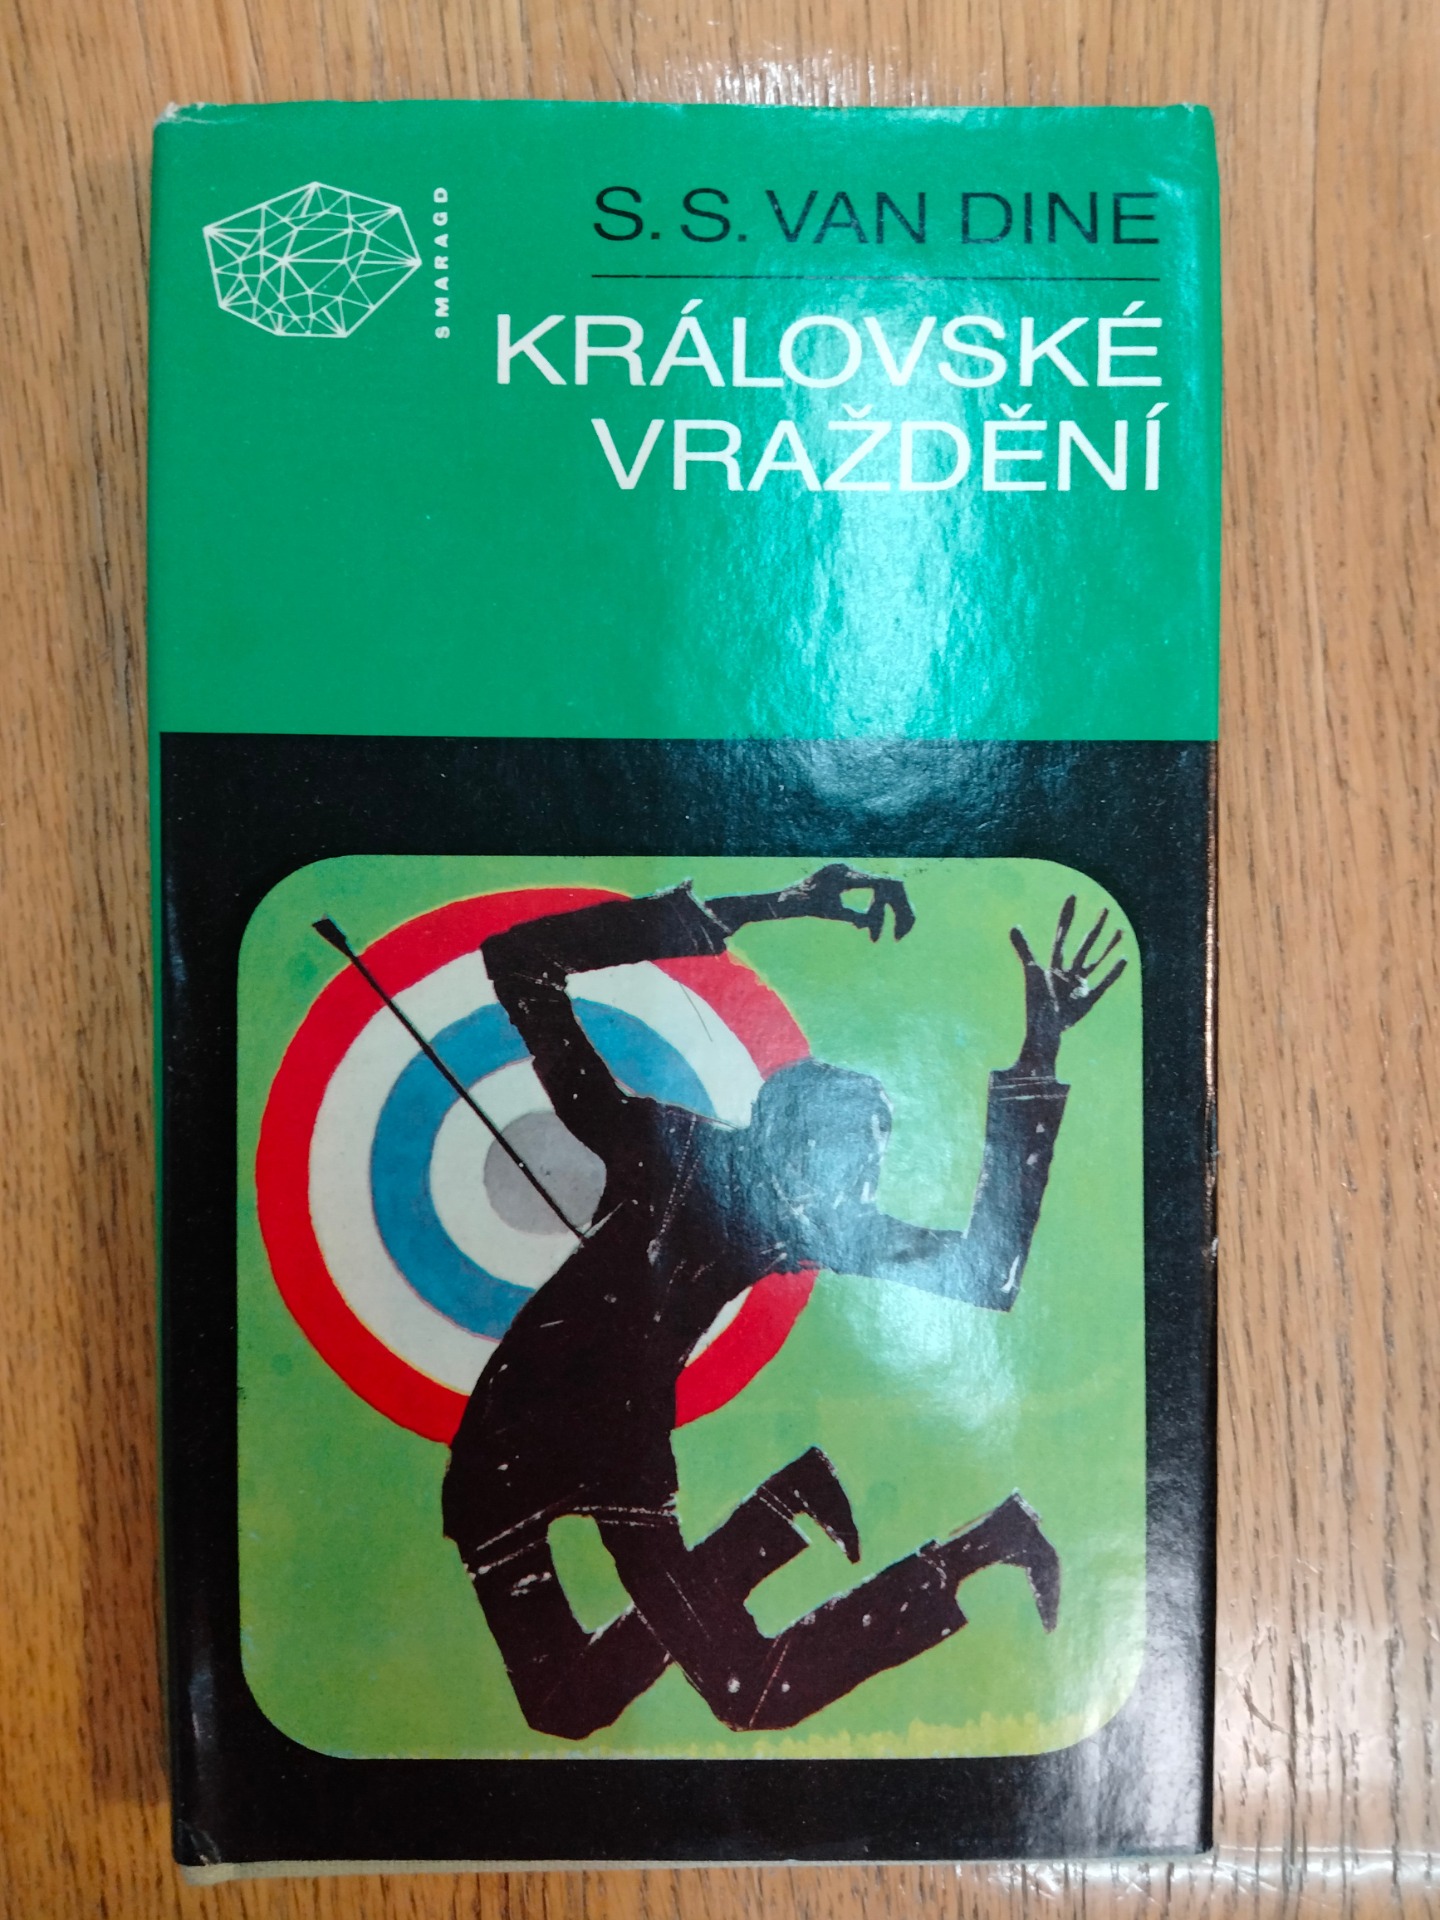 SMARAGD
S. S. VAN DINE
KRÁLOVSKÉ
VRAŽDĚNÍ